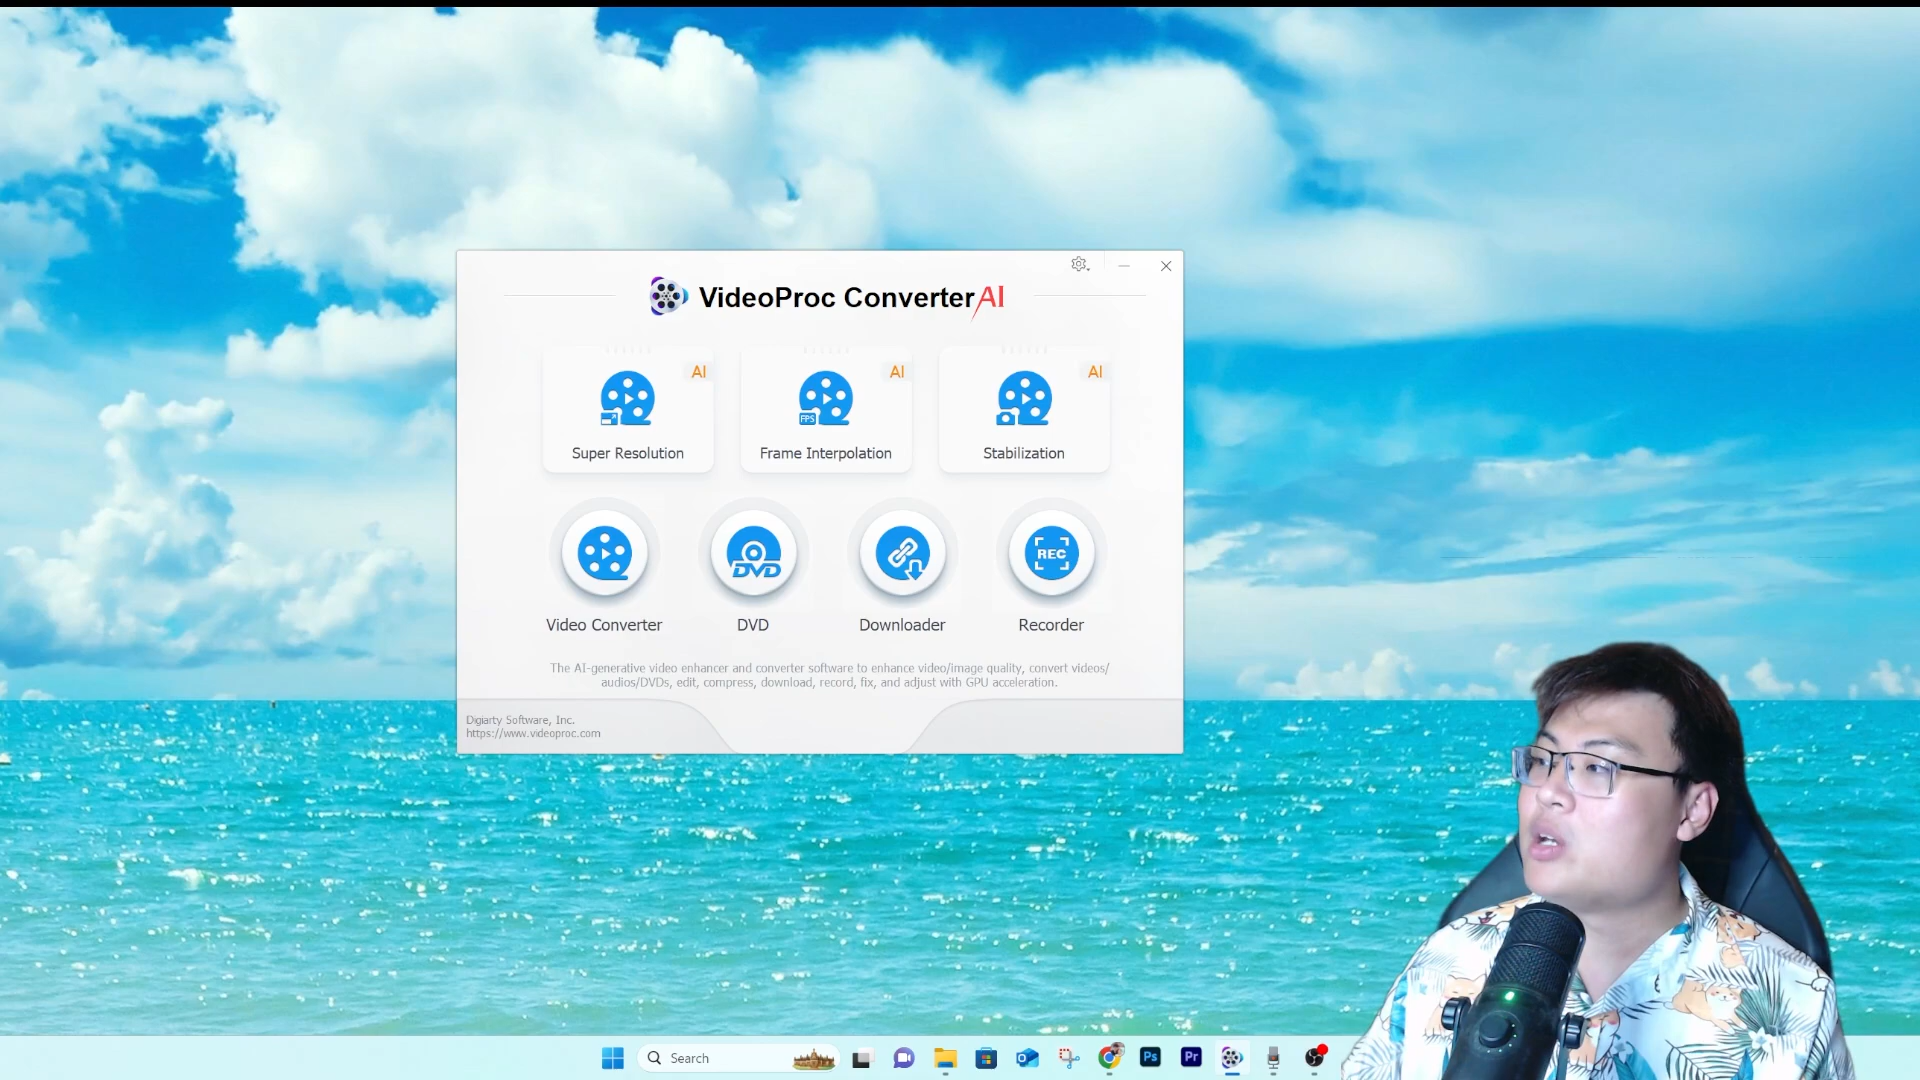 VideoProc Converter AI
AI
AI
AI
FPS
Super Resolution
Frame Interpolation
Stabilization
DVD
REC
Video Converter
DVD
Downloader
Recorder
The AI-generative video enhancer and converter software to enhance video/image quality, convert videos/
audios/DVDs, edit, compress, download, record, fix, and adjust with GPU acceleration.
Digiarty Software, Inc.
https://www.videoproc.com
Search
Ps
Pr